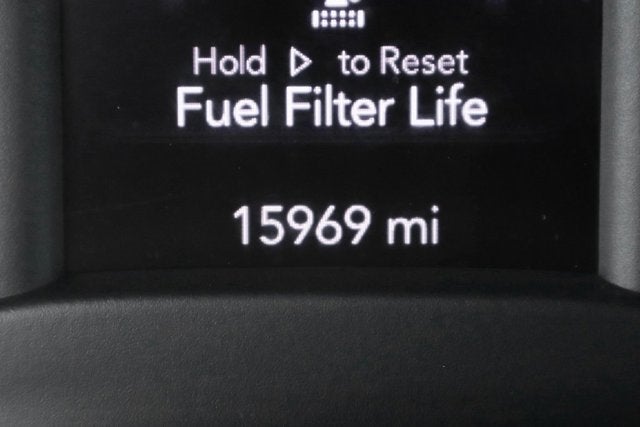 Hold ▷ to Reset
Fuel Filter Life
15969 mi